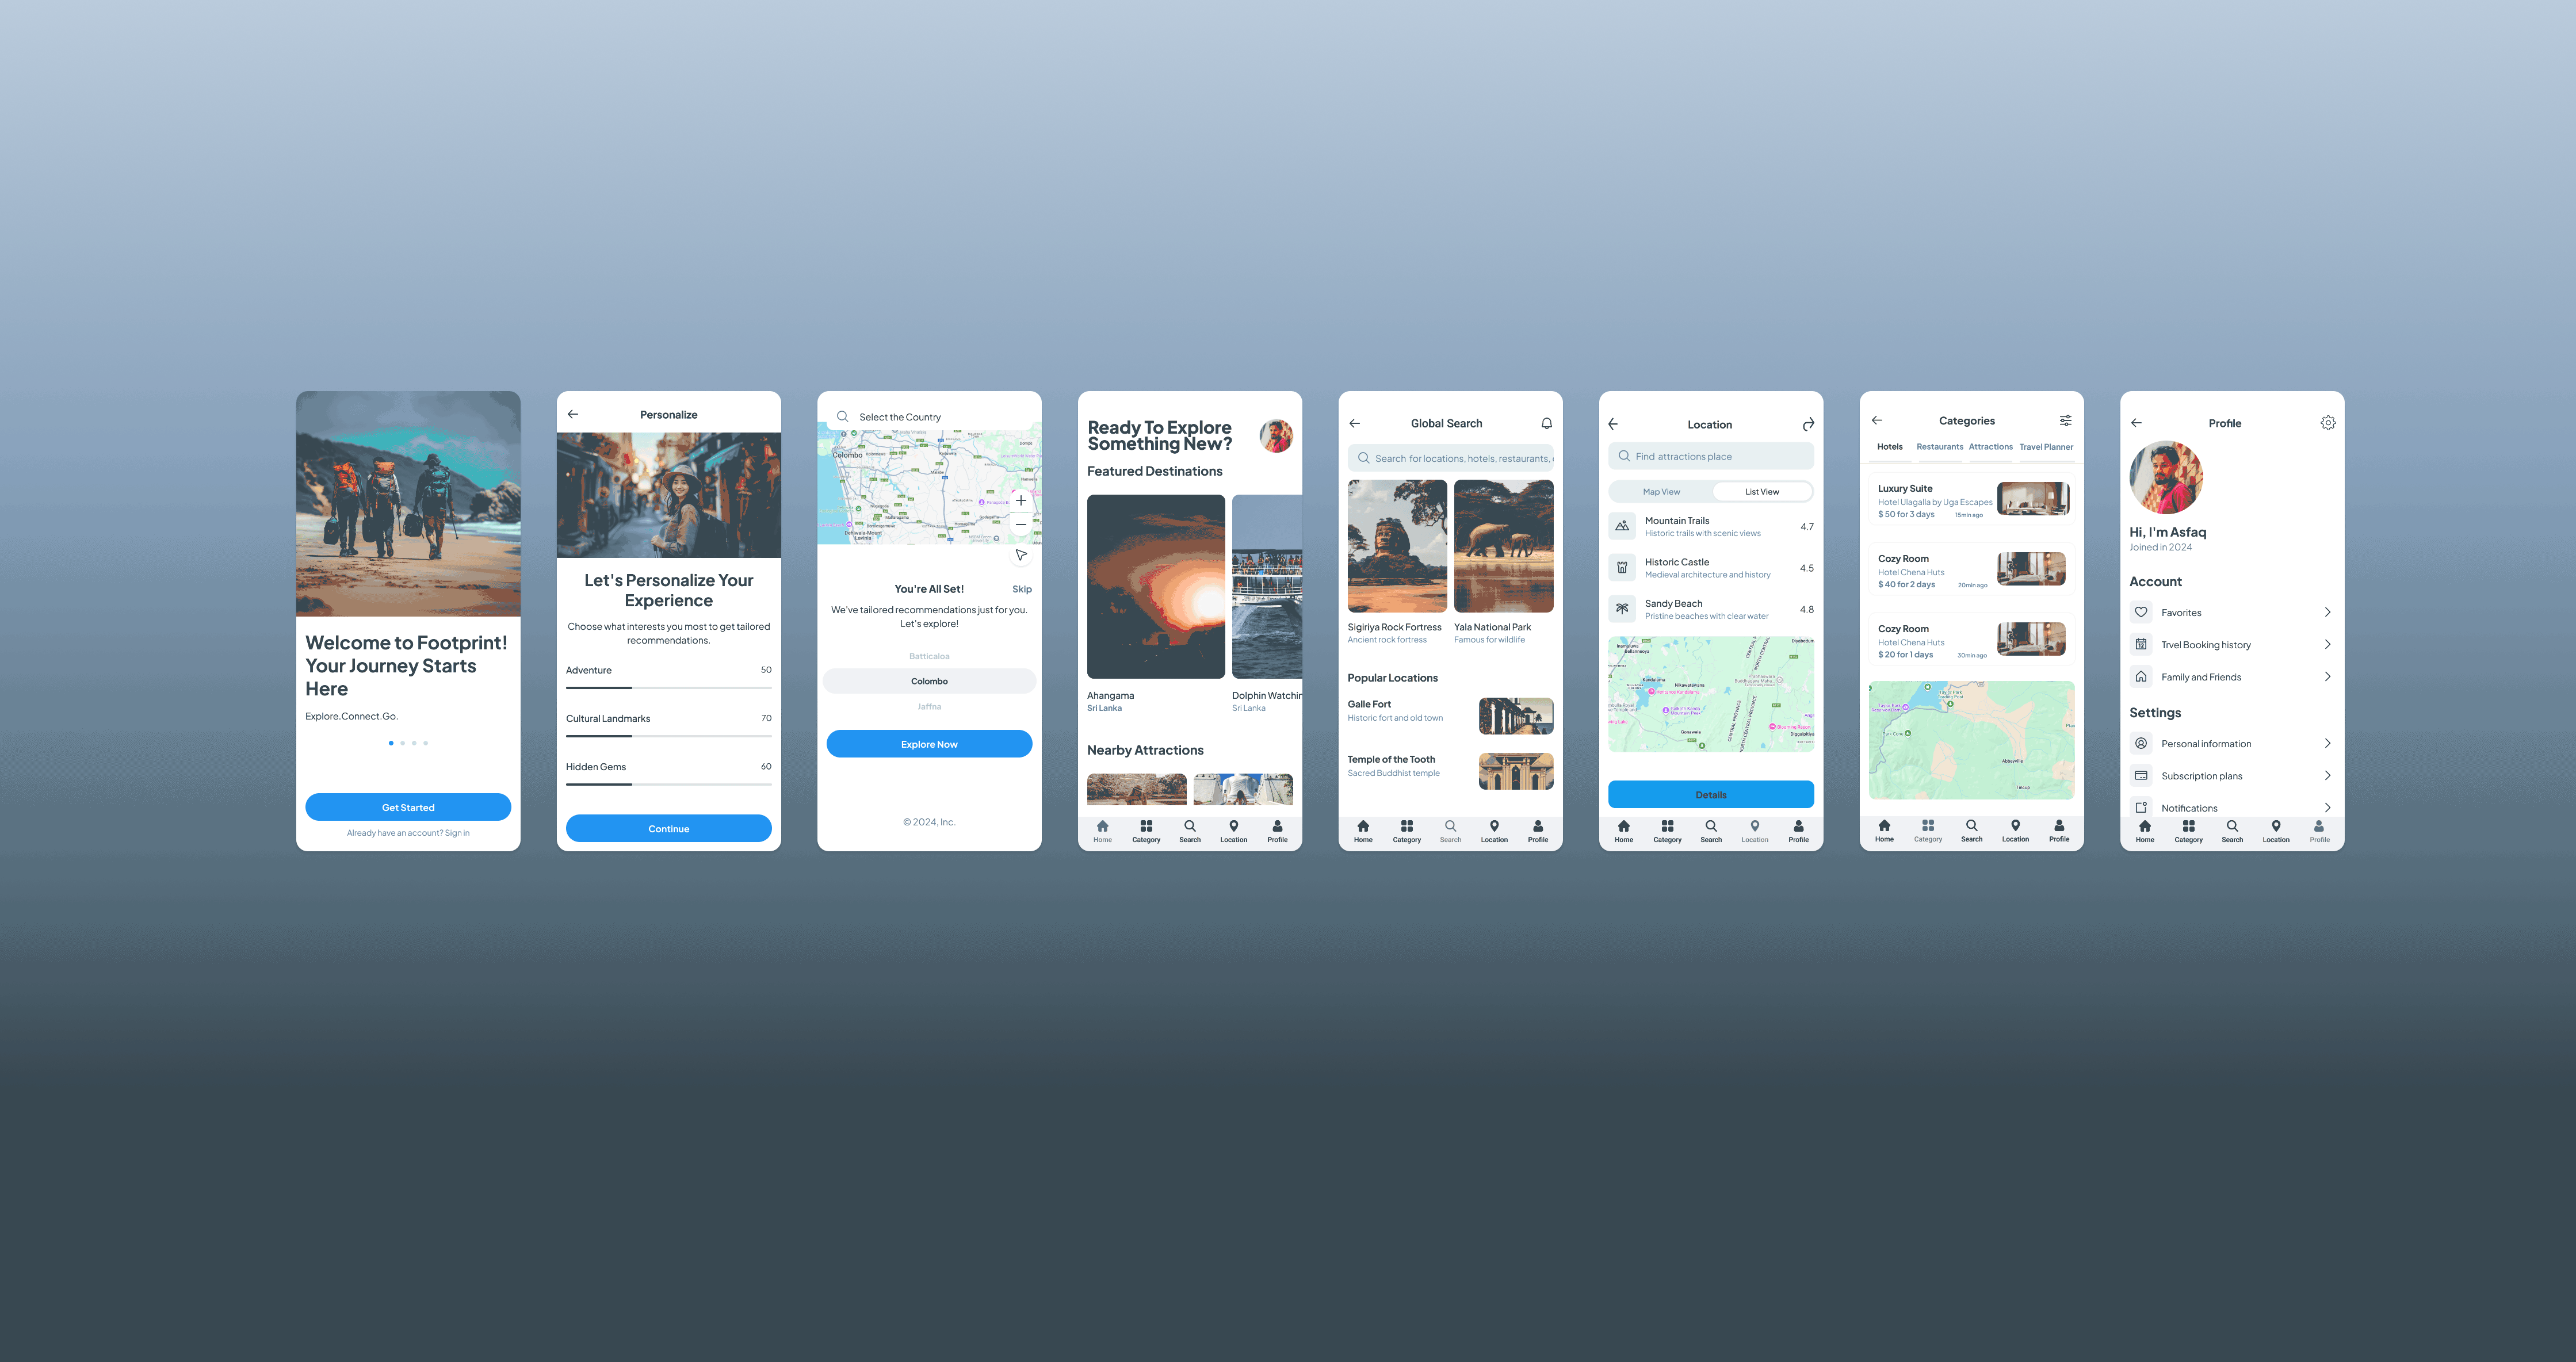 Welcome to Footprint!
Your Journey Starts
Here
Explore.Connect.Go.
Get Started
Already have an account? Sign in
Personalize
Let's Personalize Your
Experience
Choose what interests you most to get tailored
recommendations.
Adventure 50
Cultural Landmarks 70
Hidden Gems 60
Continue
Select the Country
Colombo
You're All Set!
Skip
We've tailored recommendations just for you.
Let's explore!
Batticaloa
Colombo
Jaffna
Explore Now
© 2024, Inc.
Ready To Explore
Something New?
Featured Destinations
Ahangama
Sri Lanka
Dolphin Watchin
Sri Lanka
Nearby Attractions
Home Category Search Location Profile
Global Search
Search for locations, hotels, restaurants,
Sigiriya Rock Fortress
Ancient rock fortress
Yala National Park
Famous for wildlife
Popular Locations
Galle Fort
Historic fort and old town
Temple of the Tooth
Sacred Buddhist temple
Home Category Search Location Profile
Location
Find attractions place
Map View List View
Mountain Trails
Historic trails with scenic views
4.7
Historic Castle
Medieval architecture and history
4.5
Sandy Beach
Pristine beaches with clear water
4.8
Kandalama
Nikawatairana
Details
Home Category Search Location Profile
Categories
Hotels Restaurants Attractions Travel Planner
Luxury Suite
Hotel Ulagalla by Uga Escapes
$ 50 for 3 days 15min ago
Cozy Room
Hotel Chena Huts
$ 40 for 2 days 20min ago
Cozy Room
Hotel Chena Huts
$ 20 for 1 days 30min ago
Abbeyville
Home Category Search Location Profile
Profile
Hi, I'm Asfaq
Joined in 2024
Account
Favorites
Trvel Booking history
Family and Friends
Settings
Personal information
Subscription plans
Notifications
Home Category Search Location Profile